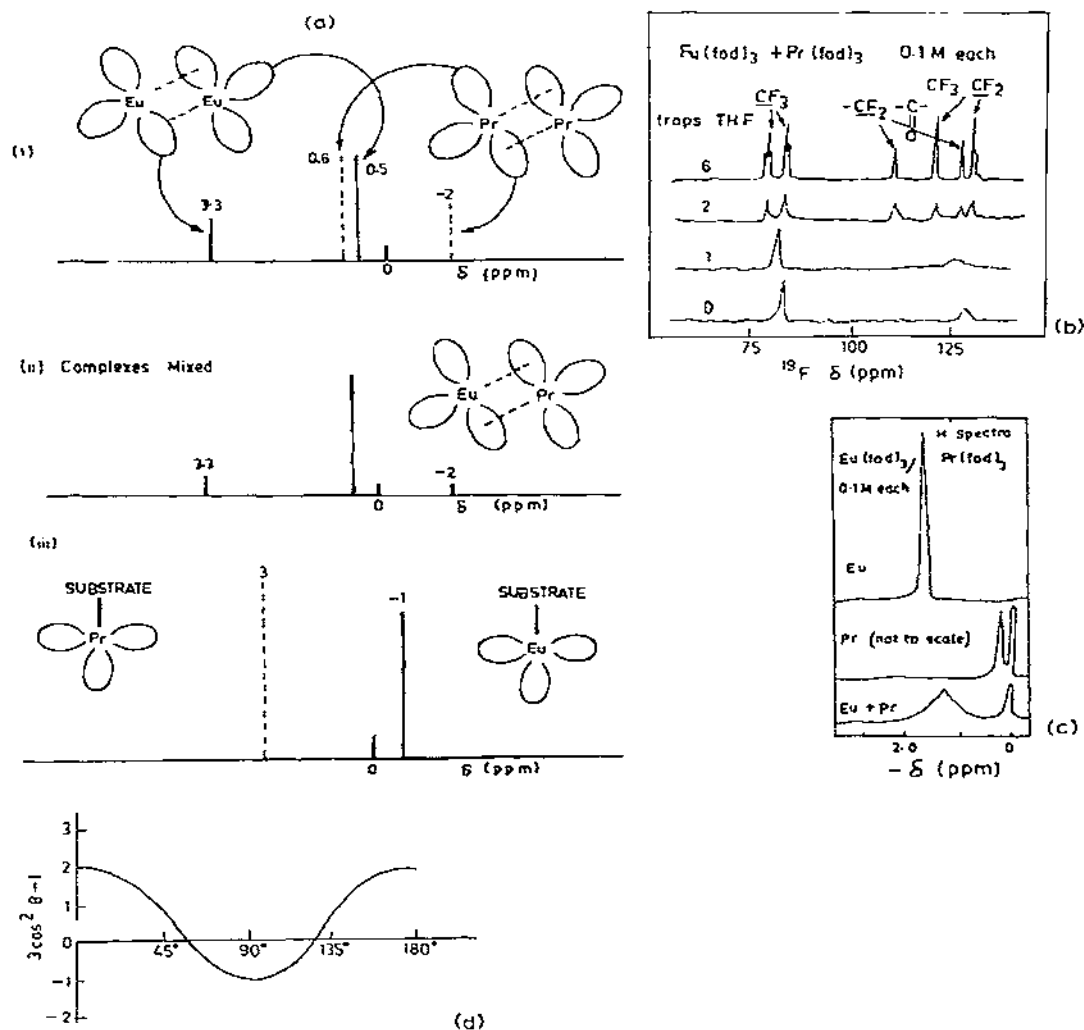 (a)
(i)
Eu Eu
Pr Pr
3.3
0.6
0.5
-2
0
δ (ppm)
(ii) Complexes Mixed
Eu Pr
3.3
0
-2
δ (ppm)
(iii)
SUBSTRATE
Pr
3
-1
SUBSTRATE
Eu
0
δ (ppm)
3cos² θ-1
3
2
1
0
-1
-2
45°
90°
135°
180°
(d)
Eu(fod)3 + Pr(fod)3 0.1M each
CF3
-CF2 -C-
O
CF3 CF2
traps THF
6
2
1
0
75
100
125
¹⁹F δ (ppm)
(b)
H Spectra
Eu(fod)3/ Pr(fod)3
0.1M each
Eu
Pr (not to scale)
Eu + Pr
2.0
0
- δ (ppm)
(c)